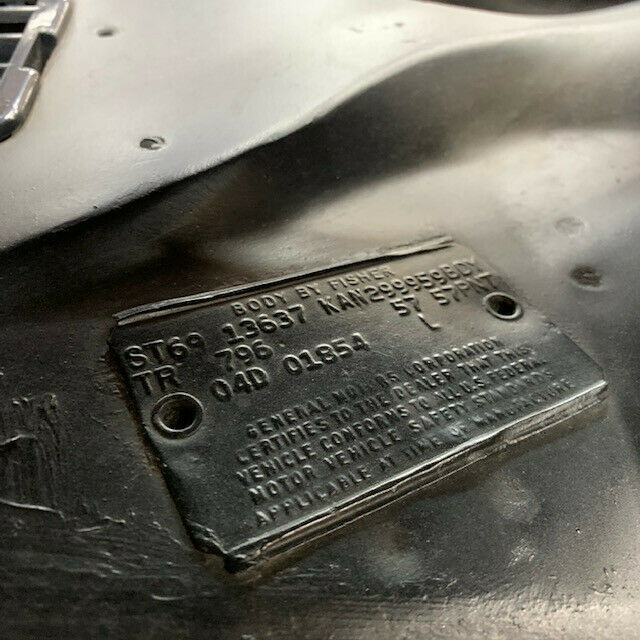 BODY BY FISHER
ST69 13637 KAN299959BDY
TR 796 57 57PNT
04D 01854 L
GENERAL MOTORS CORPORATION
CERTIFIES TO THE DEALER THAT THIS
VEHICLE CONFORMS TO ALL U.S FEDERAL
MOTOR VEHICLE SAFETY STANDARDS
APPLICABLE AT TIME OF MANUFACTURE